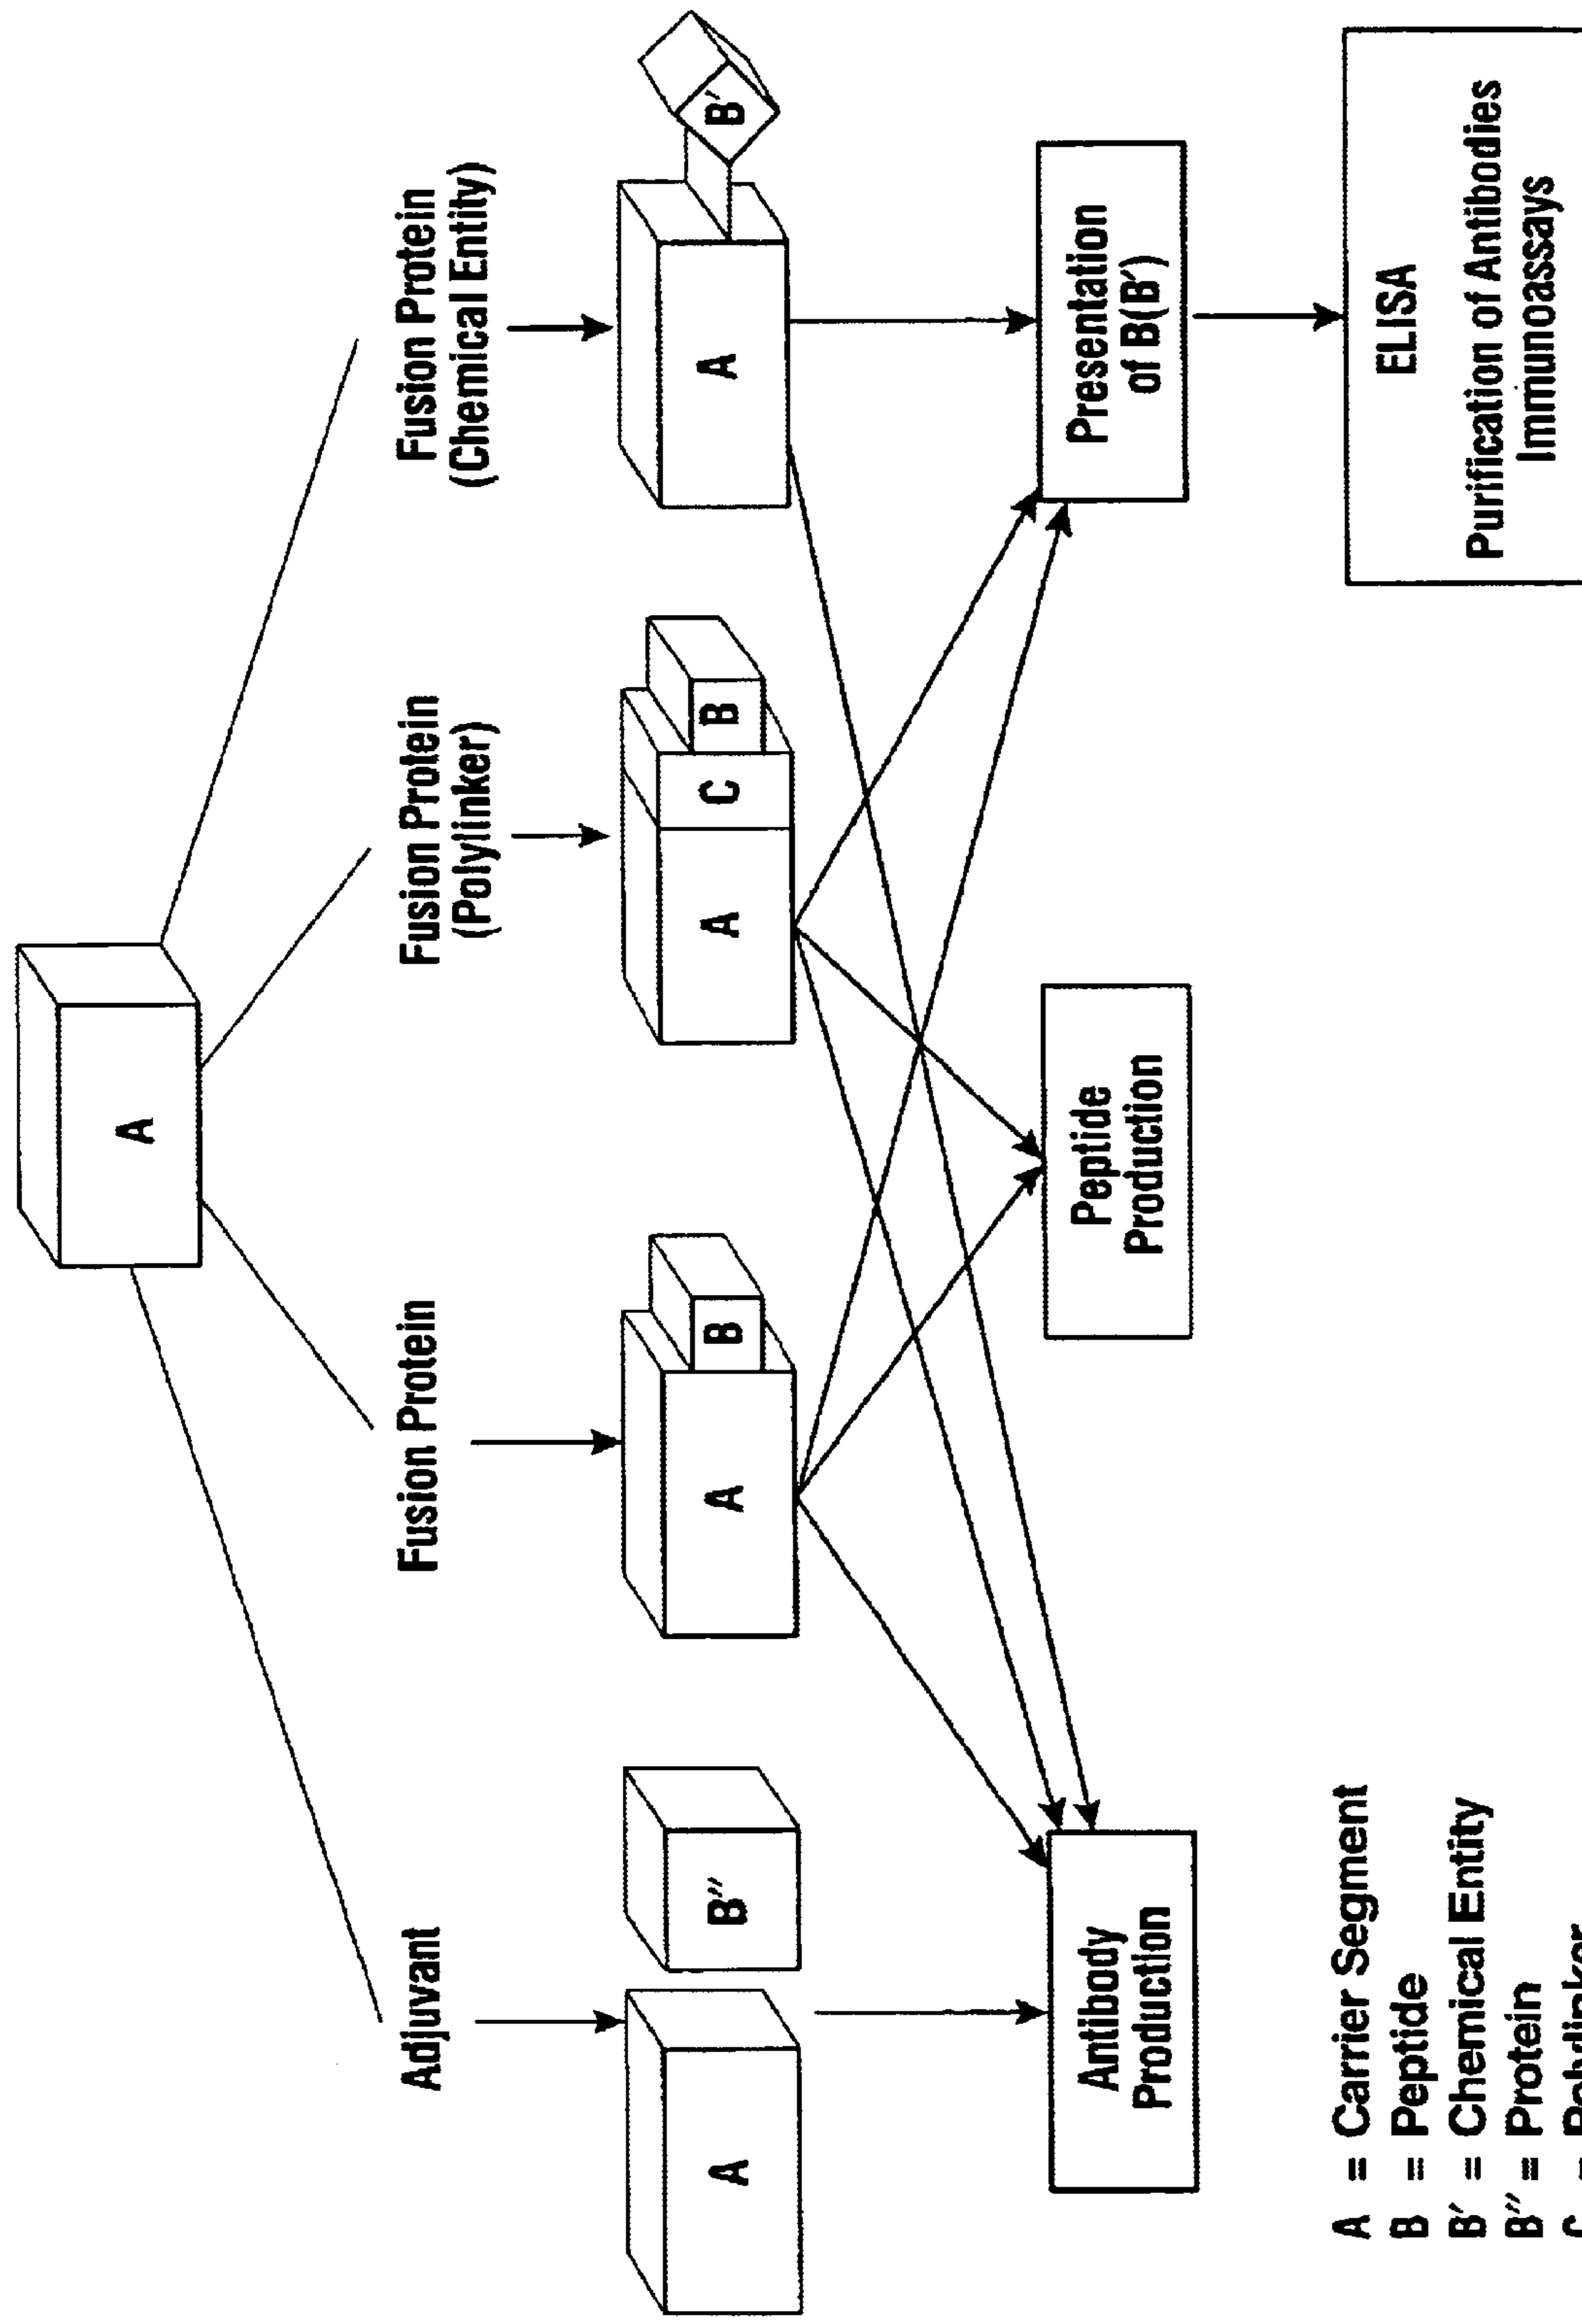 A
Adjuvant
Fusion Protein
Fusion Protein
(Polylinker)
Fusion Protein
(Chemical Entity)
A
B″
A
B
A
C
B
A
B′
Antibody
Production
Peptide
Production
Presentation
of B(B′)
ELISA
Purification of Antibodies
Immunoassays
A = Carrier Segment
B = Peptide
B′ = Chemical Entity
B″ = Protein
C = Polylinker